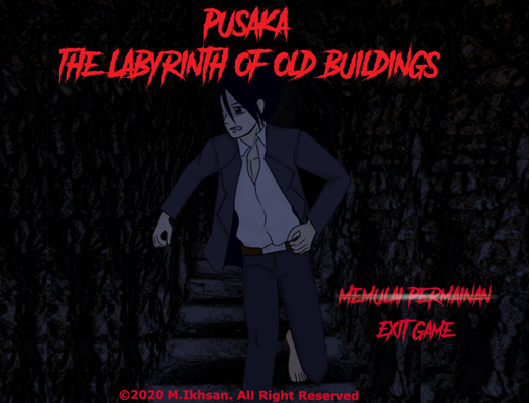 PUSAKA
THE LABYRINTH OF OLD BUILDINGS
MEMULAI PERMAINAN
EXIT GAME
©2020 M.Ikhsan. All Right Reserved